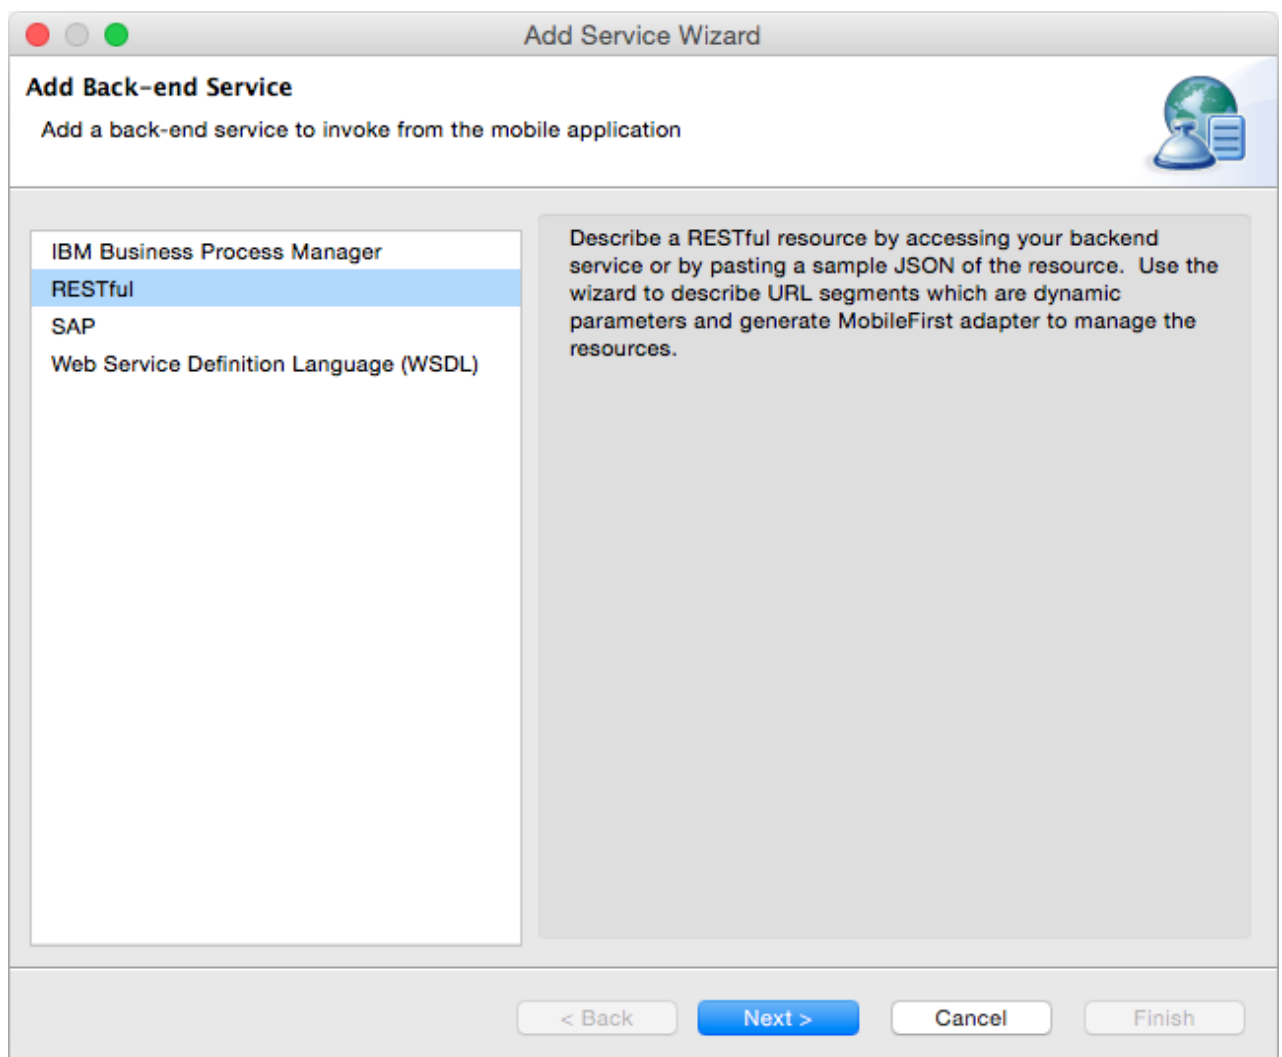 Add Service Wizard
Add Back-end Service
Add a back-end service to invoke from the mobile application
IBM Business Process Manager
RESTful
SAP
Web Service Definition Language (WSDL)
Describe a RESTful resource by accessing your backend
service or by pasting a sample JSON of the resource.  Use the
wizard to describe URL segments which are dynamic
parameters and generate MobileFirst adapter to manage the
resources.
< Back
Next >
Cancel
Finish